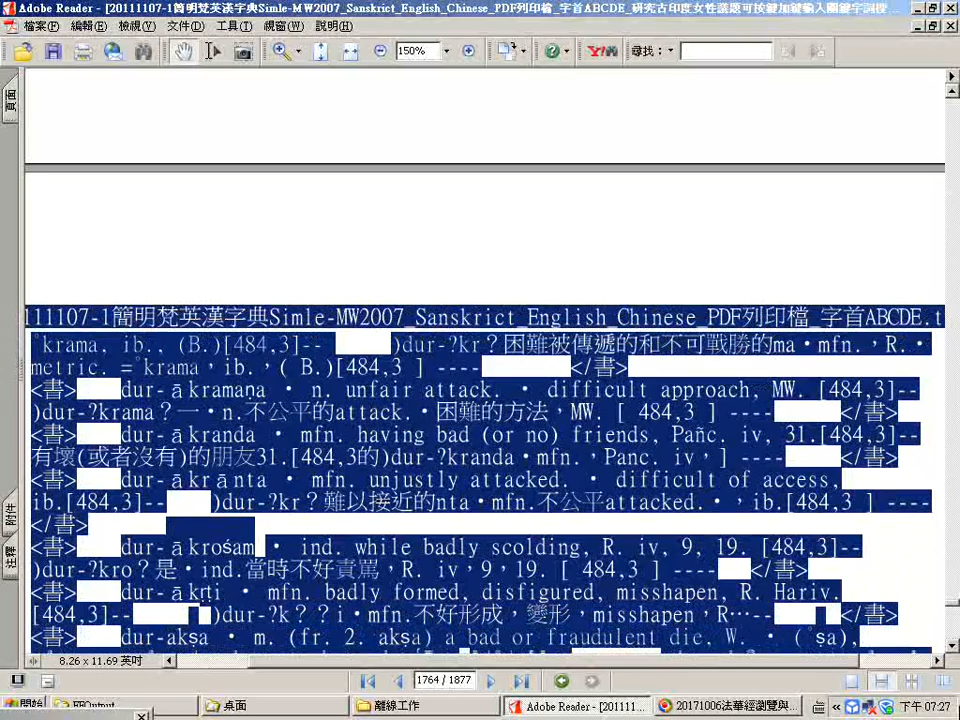 Adobe Reader - [20111107-1簡明梵英漢字典Simle-MW2007_Sanskrict_English_Chinese_PDF列印檔_字首ABCDE_研究古印度女性議題可按鍵加鍵輸入關鍵字詞搜
檔案(F) 編輯(E) 檢視(V) 文件(D) 工具(T) 視窗(W) 說明(H)
150% Y! 尋找：
頁面
111107-1簡明梵英漢字典Simle-MW2007_Sanskrict_English_Chinese_PDF列印檔_字首ABCDE.t
°krama, ib., (B.)[484,3]-- )dur-?kr？困難被傳遞的和不可戰勝的ma•mfn.，R.•
metric. =°krama，ib.，( B.)[484,3 ] ---- </書>
<書> dur-ākramaṇa • n. unfair attack. • difficult approach, MW. [484,3]--
)dur-?krama？一•n.不公平的attack.•困難的方法，MW. [ 484,3 ] ---- </書>
<書> dur-ākranda • mfn. having bad (or no) friends, Pañc. iv, 31.[484,3]--
有壞(或者沒有)的朋友31.[484,3的)dur-?kranda•mfn.，Panc. iv，] ---- </書>
<書> dur-ākrānta • mfn. unjustly attacked. • difficult of access,
ib.[484,3]-- )dur-?kr？難以接近的nta•mfn.不公平attacked.•，ib.[484,3 ] ----
</書>
<書> dur-ākrośam • ind. while badly scolding, R. iv, 9, 19. [484,3]--
)dur-?kro？是•ind.當時不好責罵，R. iv，9，19. [ 484,3 ] ---- </書>
<書> dur-ākṛti • mfn. badly formed, disfigured, misshapen, R. Hariv.
[484,3]-- )dur-?k？？i•mfn.不好形成，變形，misshapen，R…-- </書>
<書> dur-akṣa • m. (fr. 2. akṣa) a bad or fraudulent die, W. • (°ṣa),
附件
注釋
8.26 x 11.69 英吋
1764 / 1877
開始 FEOutput 桌面 離線工作 Adobe Reader - [201111... 20171006法華經瀏覽與... 下午 07:27